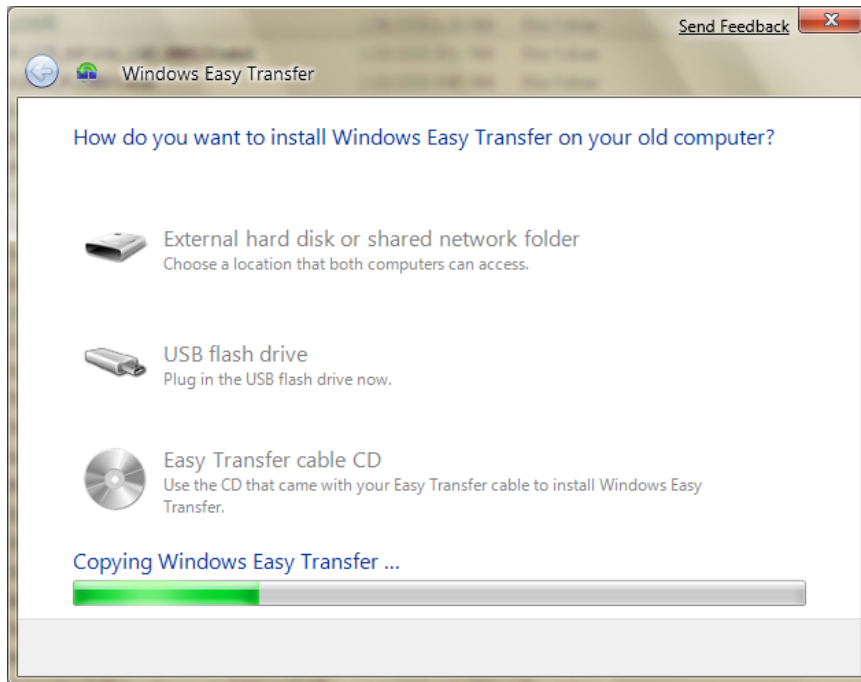 Send Feedback
Windows Easy Transfer
How do you want to install Windows Easy Transfer on your old computer?
External hard disk or shared network folder
Choose a location that both computers can access.
USB flash drive
Plug in the USB flash drive now.
Easy Transfer cable CD
Use the CD that came with your Easy Transfer cable to install Windows Easy
Transfer.
Copying Windows Easy Transfer ...